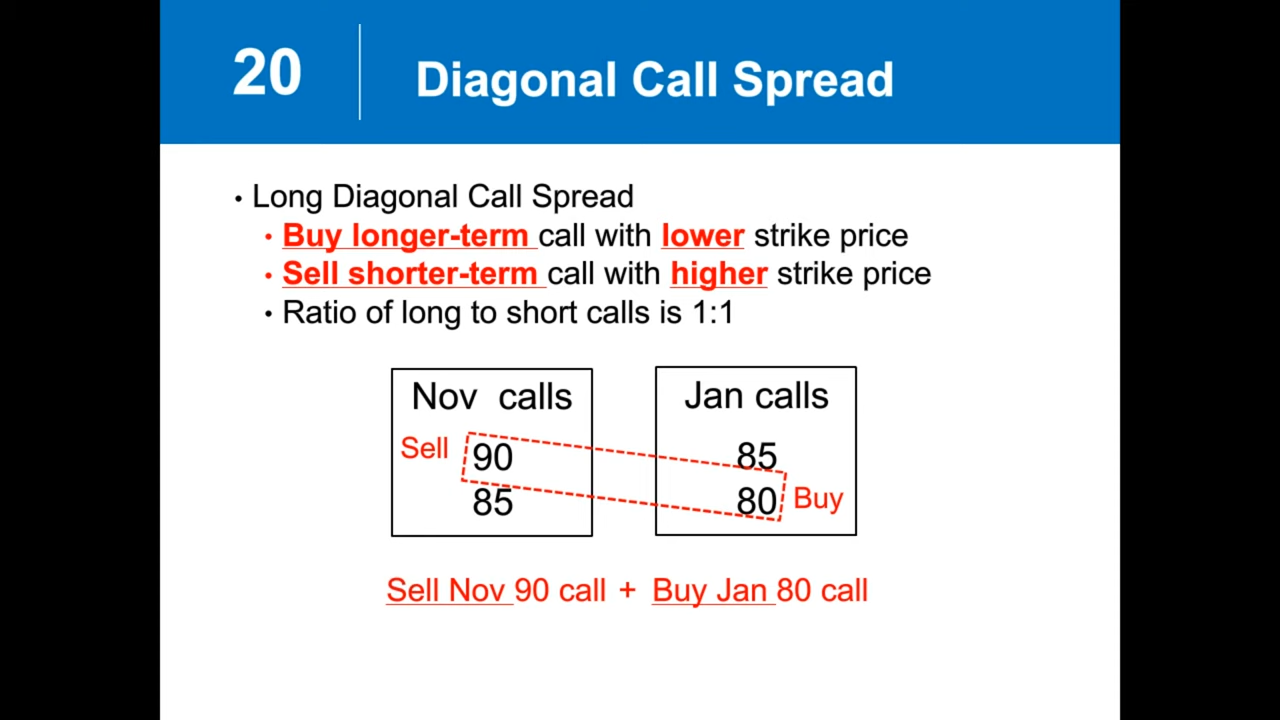 20
Diagonal Call Spread
• Long Diagonal Call Spread
• Buy longer-term call with lower strike price
• Sell shorter-term call with higher strike price
• Ratio of long to short calls is 1:1
Nov calls
Sell 90
85
Jan calls
85
80 Buy
Sell Nov 90 call + Buy Jan 80 call